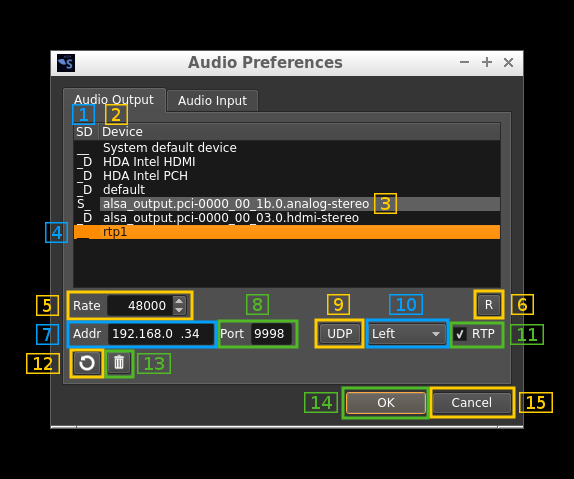 Audio Preferences
Audio Output Audio Input
1 2
SD Device
__ System default device
_D HDA Intel HDMI
_D HDA Intel PCH
_D default
S_ alsa_output.pci-0000_00_1b.0.analog-stereo 3
_D alsa_output.pci-0000_00_03.0.hdmi-stereo
4 __ rtp1
5 Rate 48000 R 6
8 9 10
7 Addr 192.168.0 .34 Port 9998 UDP Left ✓ RTP 11
12 13
14 OK Cancel 15